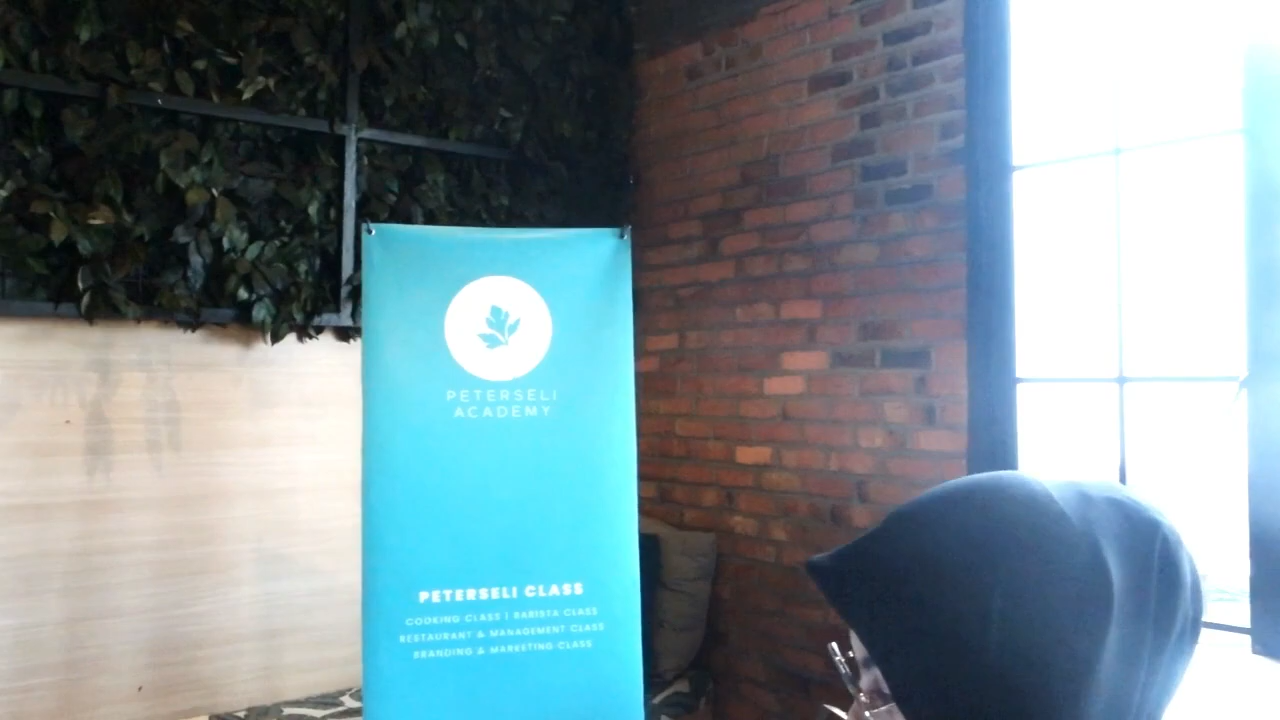 PETERSELI
ACADEMY
PETERSELI CLASS
COOKING CLASS | BARISTA CLASS
RESTAURANT & MANAGEMENT CLASS
BRANDING & MARKETING CLASS